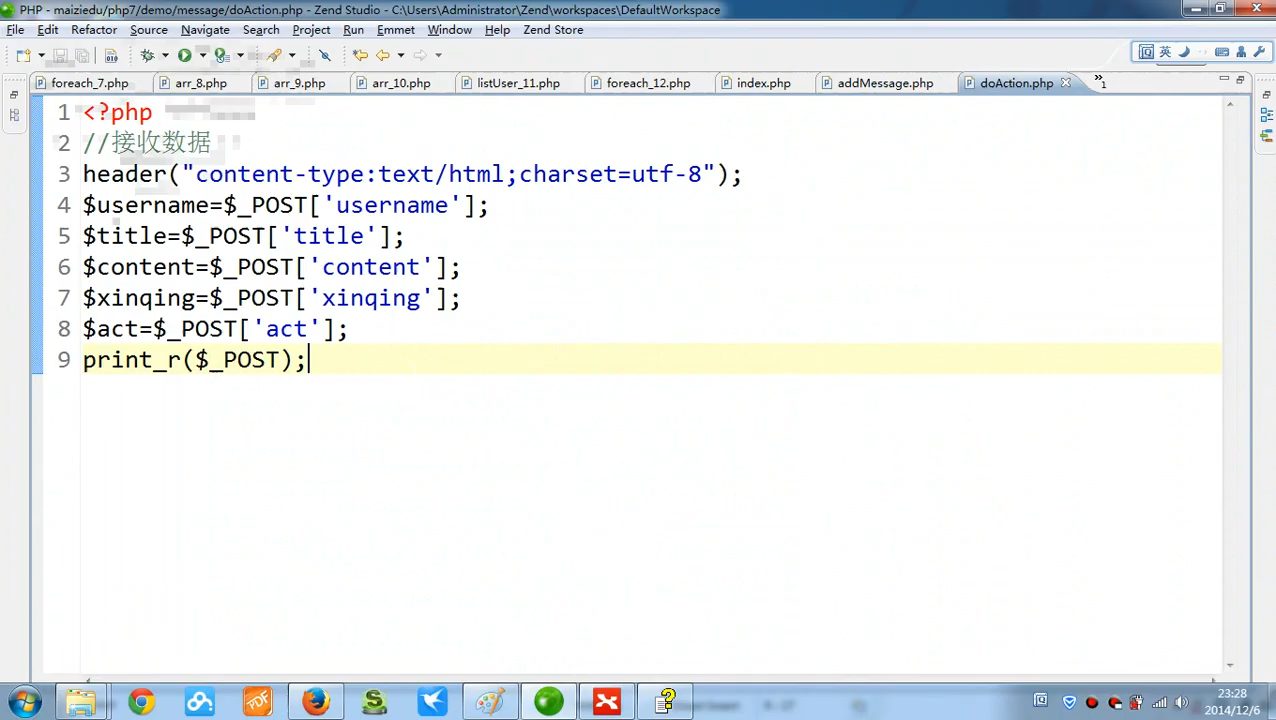 PHP - maiziedu/php7/demo/message/doAction.php - Zend Studio - C:\Users\Administrator\Zend\workspaces\DefaultWorkspace
File Edit Refactor Source Navigate Search Project Run Emmet Window Help Zend Store
英
foreach_7.php arr_8.php arr_9.php arr_10.php listUser_11.php foreach_12.php index.php addMessage.php doAction.php »1
1 <?php
2 //接收数据
3 header("content-type:text/html;charset=utf-8");
4 $username=$_POST['username'];
5 $title=$_POST['title'];
6 $content=$_POST['content'];
7 $xinqing=$_POST['xinqing'];
8 $act=$_POST['act'];
9 print_r($_POST);
PDF
23:28
2014/12/6